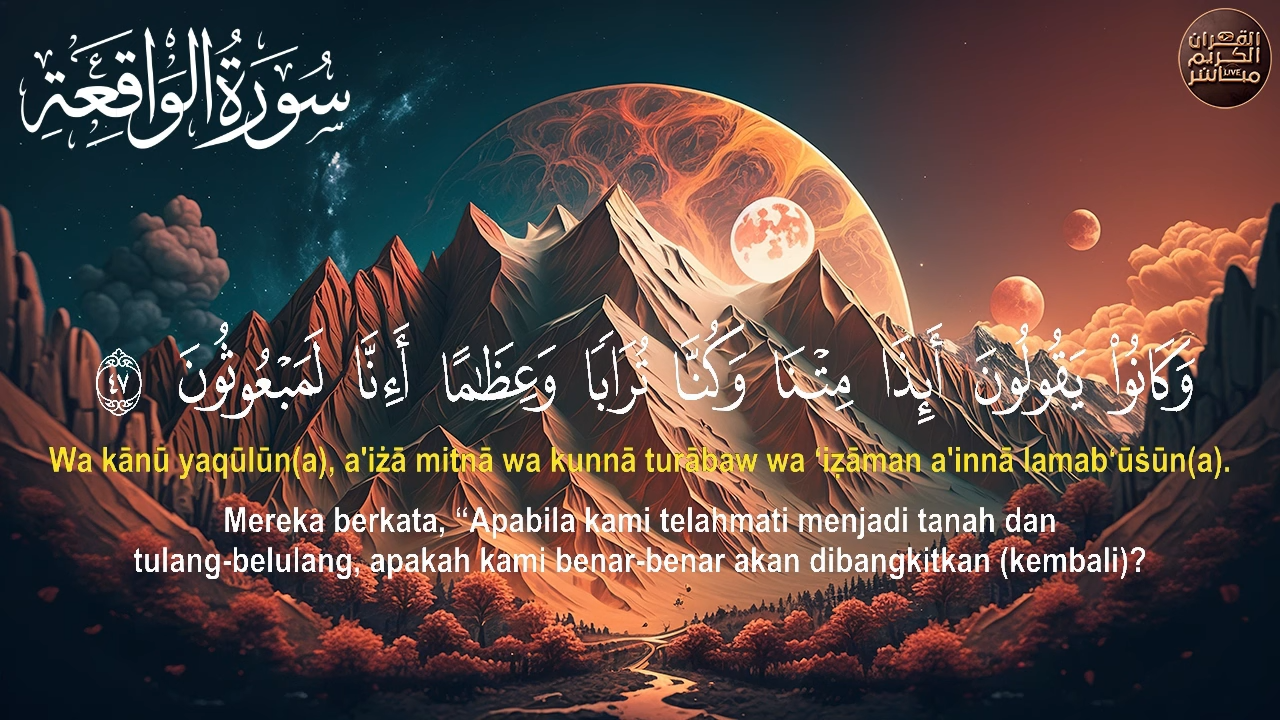 سُورَةُ الْوَاقِعَةِ
القرآن
الكريم
LIVE
مباشر
وَكَانُوا۟ يَقُولُونَ أَئِذَا مِتْنَا وَكُنَّا تُرَابًا وَعِظَٰمًا أَءِنَّا لَمَبْعُوثُونَ ٤٧
Wa kānū yaqūlūn(a), a'iżā mitnā wa kunnā turābaw wa ‘iẓāman a'innā lamab‘ūṡūn(a).
Mereka berkata, “Apabila kami telahmati menjadi tanah dan
tulang-belulang, apakah kami benar-benar akan dibangkitkan (kembali)?